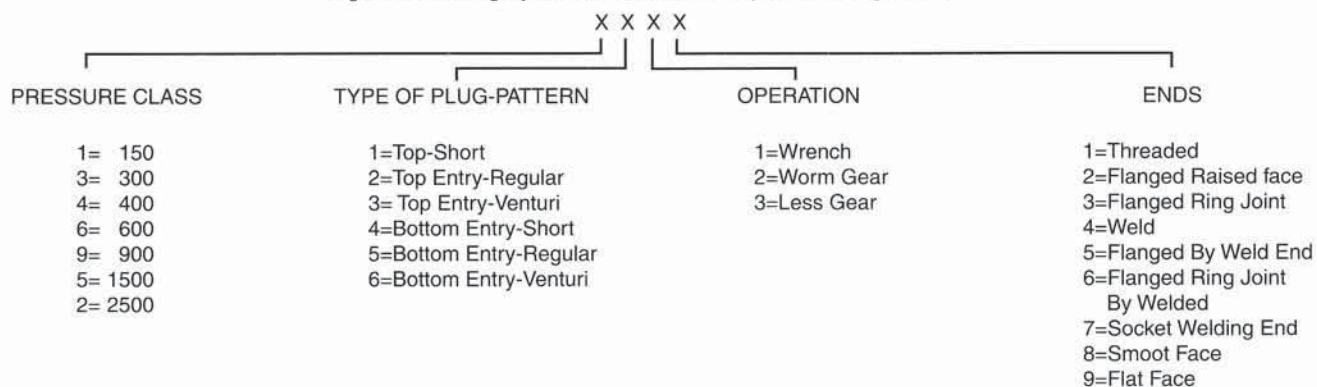 X X X X
PRESSURE CLASS
1= 150
3= 300
4= 400
6= 600
9= 900
5= 1500
2= 2500
TYPE OF PLUG-PATTERN
1=Top-Short
2=Top Entry-Regular
3= Top Entry-Venturi
4=Bottom Entry-Short
5=Bottom Entry-Regular
6=Bottom Entry-Venturi
OPERATION
1=Wrench
2=Worm Gear
3=Less Gear
ENDS
1=Threaded
2=Flanged Raised face
3=Flanged Ring Joint
4=Weld
5=Flanged By Weld End
6=Flanged Ring Joint
By Welded
7=Socket Welding End
8=Smoot Face
9=Flat Face